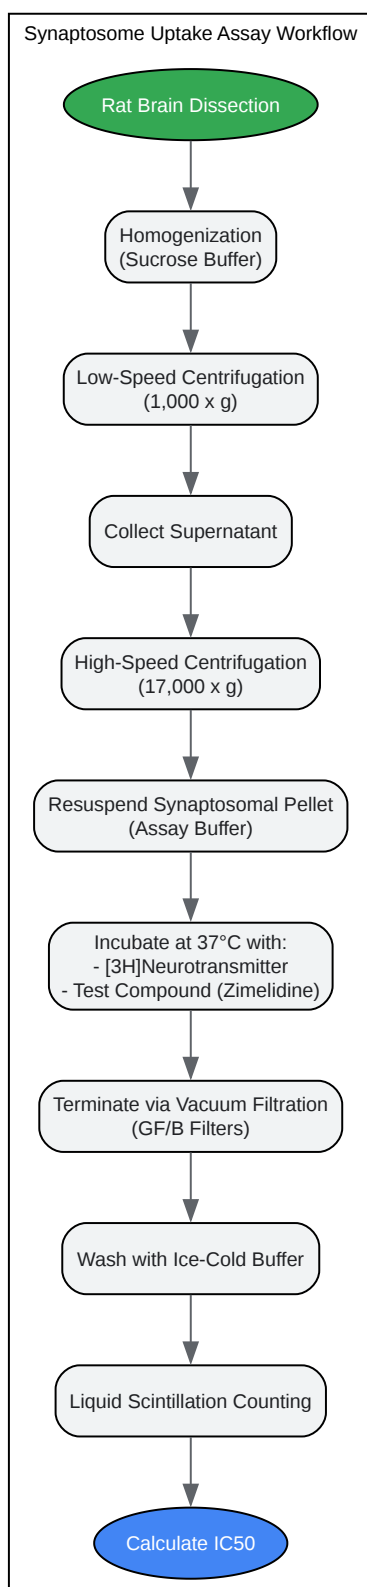 Synaptosome Uptake Assay Workflow
Rat Brain Dissection
Homogenization
(Sucrose Buffer)
Low-Speed Centrifugation
(1,000 x g)
Collect Supernatant
High-Speed Centrifugation
(17,000 x g)
Resuspend Synaptosomal Pellet
(Assay Buffer)
Incubate at 37°C with:
- [3H]Neurotransmitter
- Test Compound (Zimelidine)
Terminate via Vacuum Filtration
(GF/B Filters)
Wash with Ice-Cold Buffer
Liquid Scintillation Counting
Calculate IC50